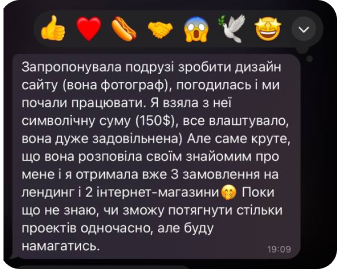 Запропонувала подрузі зробити дизайн
сайту (вона фотограф), погодилась і ми
почали працювати. Я взяла з неї
символічну суму (150$), все влаштувало,
вона дуже задовільнена) Але саме круте,
що вона розповіла своїм знайомим про
мене і я отримала вже 3 замовлення на
лендинг і 2 інтернет-магазини🤭 Поки
що не знаю, чи зможу потягнути стільки
проектів одночасно, але буду
намагатись.
19:09